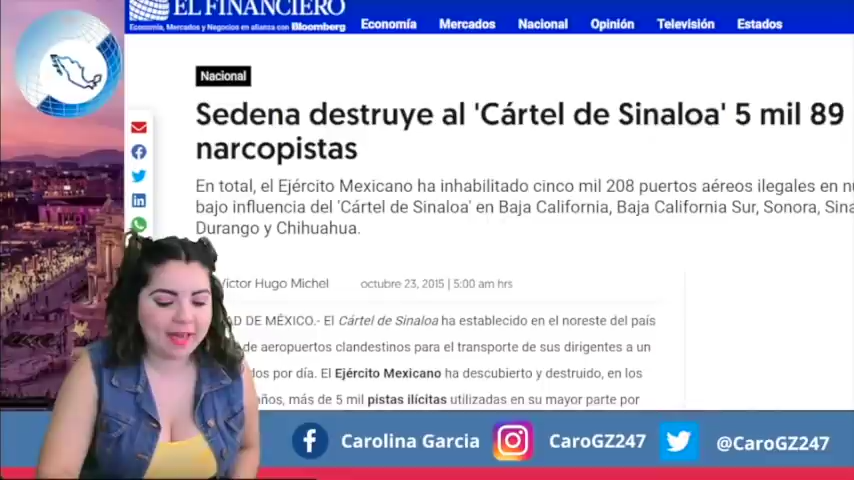 EL FINANCIERO
Economía, Mercados y Negocios en alianza con Bloomberg
Economía Mercados Nacional Opinión Televisión Estados
Nacional
Sedena destruye al 'Cártel de Sinaloa' 5 mil 89
narcopistas
En total, el Ejército Mexicano ha inhabilitado cinco mil 208 puertos aéreos ilegales en
bajo influencia del 'Cártel de Sinaloa' en Baja California, Baja California Sur, Sonora,
Durango y Chihuahua.
Víctor Hugo Michel octubre 23, 2015 | 5:00 am hrs
DE MÉXICO.- El Cártel de Sinaloa ha establecido en el noreste del país
de aeropuertos clandestinos para el transporte de sus dirigentes a un
por día. El Ejército Mexicano ha descubierto y destruido, en los
más de 5 mil pistas ilícitas utilizadas en su mayor parte por
Carolina Garcia CaroGZ247 @CaroGZ247